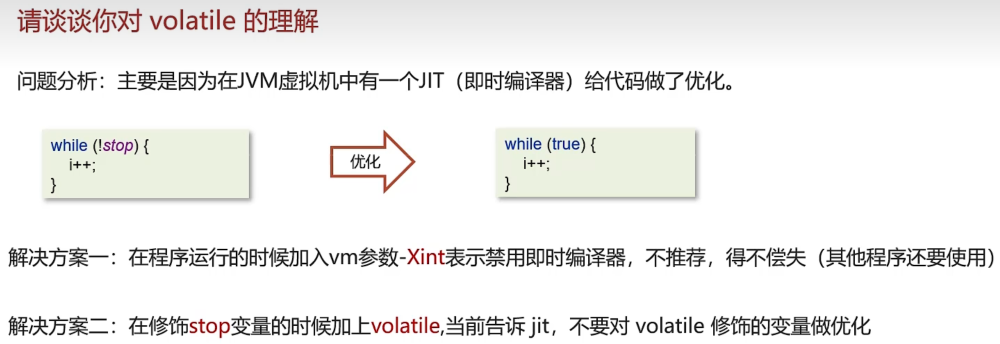 请谈谈你对 volatile 的理解
问题分析：主要是因为在JVM虚拟机中有一个JIT（即时编译器）给代码做了优化。
while (!stop) {
i++;
}
优化
while (true) {
i++;
}
解决方案一：在程序运行的时候加入vm参数-Xint表示禁用即时编译器，不推荐，得不偿失（其他程序还要使用）
解决方案二：在修饰stop变量的时候加上volatile,当前告诉 jit，不要对 volatile 修饰的变量做优化